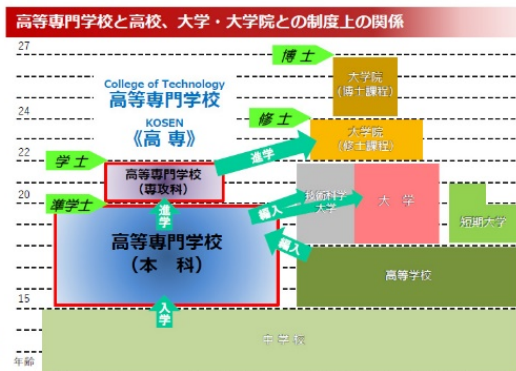 高等専門学校と高校、大学・大学院との制度上の関係
27
博士
College of Technology
高等専門学校
KOSEN
《高専》
大学院
(博士課程)
24
修士
大学院
(修士課程)
進学
22
学士
高等専門学校
(専攻科)
技術科学
大学
大学
短期大学
20
準学士
進学
編入
高等専門学校
(本科)
編入
高等学校
15
入学
中学校
年齢